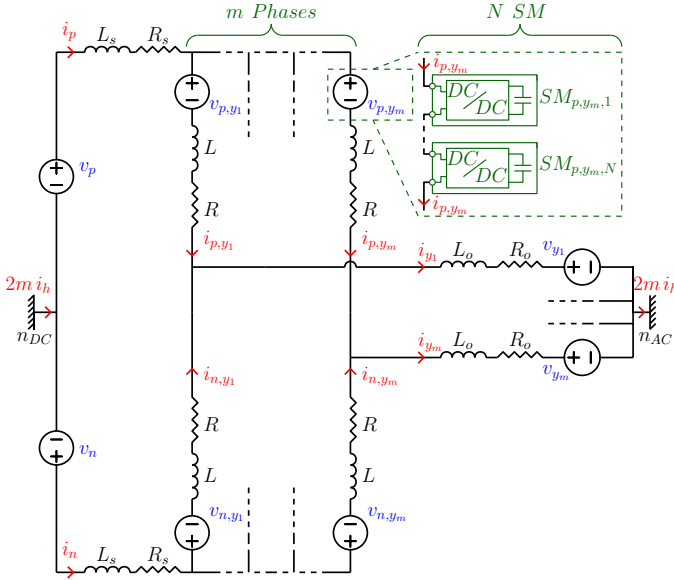 m Phases
N SM
i_p
L_s
R_s
i_{p,y_m}
v_{p,y_1}
v_{p,y_m}
DC/DC
SM_{p,y_m,1}
L
L
DC/DC
SM_{p,y_m,N}
v_p
R
R
i_{p,y_m}
i_{p,y_1}
i_{p,y_m}
i_{y_1}
L_o
R_o
v_{y_1}
2m i_h
2m i_h
n_{DC}
n_{AC}
i_{y_m}
L_o
R_o
v_{y_m}
i_{n,y_1}
i_{n,y_m}
R
R
v_n
L
L
v_{n,y_1}
v_{n,y_m}
i_n
L_s
R_s